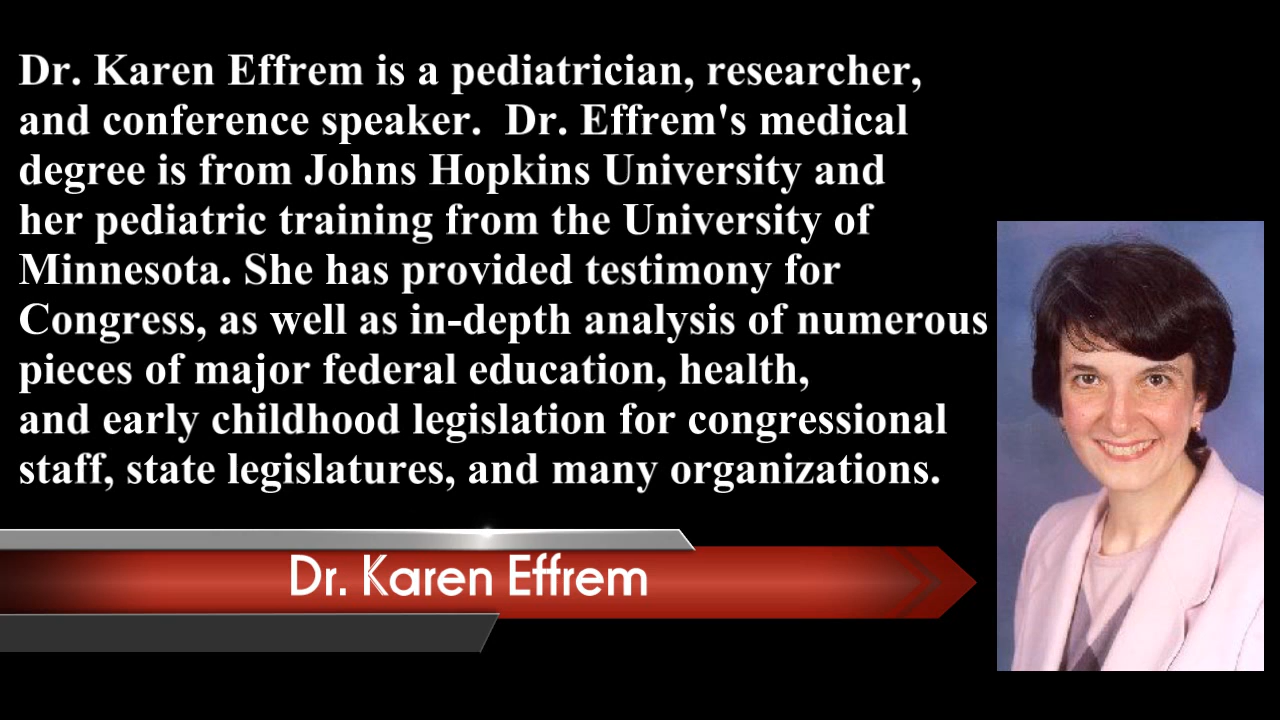 Dr. Karen Effrem is a pediatrician, researcher,
and conference speaker.  Dr. Effrem's medical
degree is from Johns Hopkins University and
her pediatric training from the University of
Minnesota. She has provided testimony for
Congress, as well as in-depth analysis of numerous
pieces of major federal education, health,
and early childhood legislation for congressional
staff, state legislatures, and many organizations.
Dr. Karen Effrem